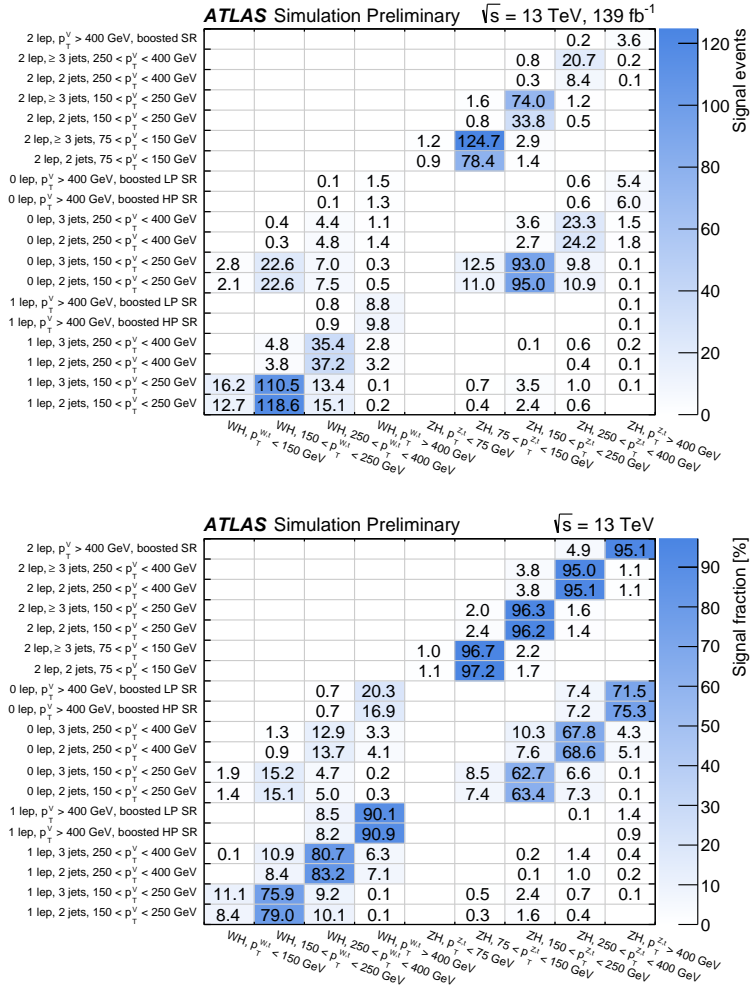 ATLAS Simulation Preliminary √s = 13 TeV, 139 fb⁻¹
2 lep, p_T^V > 400 GeV, boosted SR 0.2 3.6
2 lep, ≥ 3 jets, 250 < p_T^V < 400 GeV 0.8 20.7 0.2
2 lep, 2 jets, 250 < p_T^V < 400 GeV 0.3 8.4 0.1
2 lep, ≥ 3 jets, 150 < p_T^V < 250 GeV 1.6 74.0 1.2
2 lep, 2 jets, 150 < p_T^V < 250 GeV 0.8 33.8 0.5
2 lep, ≥ 3 jets, 75 < p_T^V < 150 GeV 1.2 124.7 2.9
2 lep, 2 jets, 75 < p_T^V < 150 GeV 0.9 78.4 1.4
0 lep, p_T^V > 400 GeV, boosted LP SR 0.1 1.5 0.6 5.4
0 lep, p_T^V > 400 GeV, boosted HP SR 0.1 1.3 0.6 6.0
0 lep, 3 jets, 250 < p_T^V < 400 GeV 0.4 4.4 1.1 3.6 23.3 1.5
0 lep, 2 jets, 250 < p_T^V < 400 GeV 0.3 4.8 1.4 2.7 24.2 1.8
0 lep, 3 jets, 150 < p_T^V < 250 GeV 2.8 22.6 7.0 0.3 12.5 93.0 9.8 0.1
0 lep, 2 jets, 150 < p_T^V < 250 GeV 2.1 22.6 7.5 0.5 11.0 95.0 10.9 0.1
1 lep, p_T^V > 400 GeV, boosted LP SR 0.8 8.8 0.1
1 lep, p_T^V > 400 GeV, boosted HP SR 0.9 9.8 0.1
1 lep, 3 jets, 250 < p_T^V < 400 GeV 4.8 35.4 2.8 0.1 0.6 0.2
1 lep, 2 jets, 250 < p_T^V < 400 GeV 3.8 37.2 3.2 0.4 0.1
1 lep, 3 jets, 150 < p_T^V < 250 GeV 16.2 110.5 13.4 0.1 0.7 3.5 1.0 0.1
1 lep, 2 jets, 150 < p_T^V < 250 GeV 12.7 118.6 15.1 0.2 0.4 2.4 0.6
WH, p_T^{W,t} < 150 GeV
WH, 150 < p_T^{W,t} < 250 GeV
WH, 250 < p_T^{W,t} < 400 GeV
WH, p_T^{W,t} > 400 GeV
ZH, p_T^{Z,t} < 75 GeV
ZH, 75 < p_T^{Z,t} < 150 GeV
ZH, 150 < p_T^{Z,t} < 250 GeV
ZH, 250 < p_T^{Z,t} < 400 GeV
ZH, p_T^{Z,t} > 400 GeV
120
100
80
60
40
20
0
Signal events
ATLAS Simulation Preliminary √s = 13 TeV
2 lep, p_T^V > 400 GeV, boosted SR 4.9 95.1
2 lep, ≥ 3 jets, 250 < p_T^V < 400 GeV 3.8 95.0 1.1
2 lep, 2 jets, 250 < p_T^V < 400 GeV 3.8 95.1 1.1
2 lep, ≥ 3 jets, 150 < p_T^V < 250 GeV 2.0 96.3 1.6
2 lep, 2 jets, 150 < p_T^V < 250 GeV 2.4 96.2 1.4
2 lep, ≥ 3 jets, 75 < p_T^V < 150 GeV 1.0 96.7 2.2
2 lep, 2 jets, 75 < p_T^V < 150 GeV 1.1 97.2 1.7
0 lep, p_T^V > 400 GeV, boosted LP SR 0.7 20.3 7.4 71.5
0 lep, p_T^V > 400 GeV, boosted HP SR 0.7 16.9 7.2 75.3
0 lep, 3 jets, 250 < p_T^V < 400 GeV 1.3 12.9 3.3 10.3 67.8 4.3
0 lep, 2 jets, 250 < p_T^V < 400 GeV 0.9 13.7 4.1 7.6 68.6 5.1
0 lep, 3 jets, 150 < p_T^V < 250 GeV 1.9 15.2 4.7 0.2 8.5 62.7 6.6 0.1
0 lep, 2 jets, 150 < p_T^V < 250 GeV 1.4 15.1 5.0 0.3 7.4 63.4 7.3 0.1
1 lep, p_T^V > 400 GeV, boosted LP SR 8.5 90.1 0.1 1.4
1 lep, p_T^V > 400 GeV, boosted HP SR 8.2 90.9 0.9
1 lep, 3 jets, 250 < p_T^V < 400 GeV 0.1 10.9 80.7 6.3 0.2 1.4 0.4
1 lep, 2 jets, 250 < p_T^V < 400 GeV 8.4 83.2 7.1 0.1 1.0 0.2
1 lep, 3 jets, 150 < p_T^V < 250 GeV 11.1 75.9 9.2 0.1 0.5 2.4 0.7 0.1
1 lep, 2 jets, 150 < p_T^V < 250 GeV 8.4 79.0 10.1 0.1 0.3 1.6 0.4
WH, p_T^{W,t} < 150 GeV
WH, 150 < p_T^{W,t} < 250 GeV
WH, 250 < p_T^{W,t} < 400 GeV
WH, p_T^{W,t} > 400 GeV
ZH, p_T^{Z,t} < 75 GeV
ZH, 75 < p_T^{Z,t} < 150 GeV
ZH, 150 < p_T^{Z,t} < 250 GeV
ZH, 250 < p_T^{Z,t} < 400 GeV
ZH, p_T^{Z,t} > 400 GeV
90
80
70
60
50
40
30
20
10
0
Signal fraction [%]